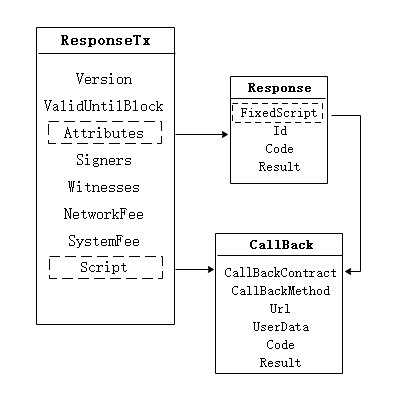 ResponseTx
Version
ValidUntilBlock
Attributes
Signers
Witnesses
NetworkFee
SystemFee
Script
Response
FixedScript
Id
Code
Result
CallBack
CallBackContract
CallBackMethod
Url
UserData
Code
Result